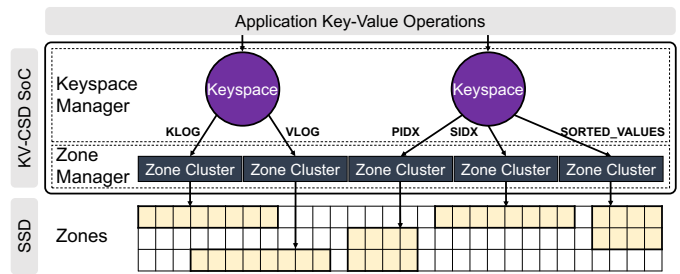 Application Key-Value Operations
KV-CSD SoC
Keyspace
Manager
Keyspace
Keyspace
KLOG
VLOG
PIDX
SIDX
SORTED_VALUES
Zone
Manager
Zone Cluster
Zone Cluster
Zone Cluster
Zone Cluster
Zone Cluster
SSD
Zones